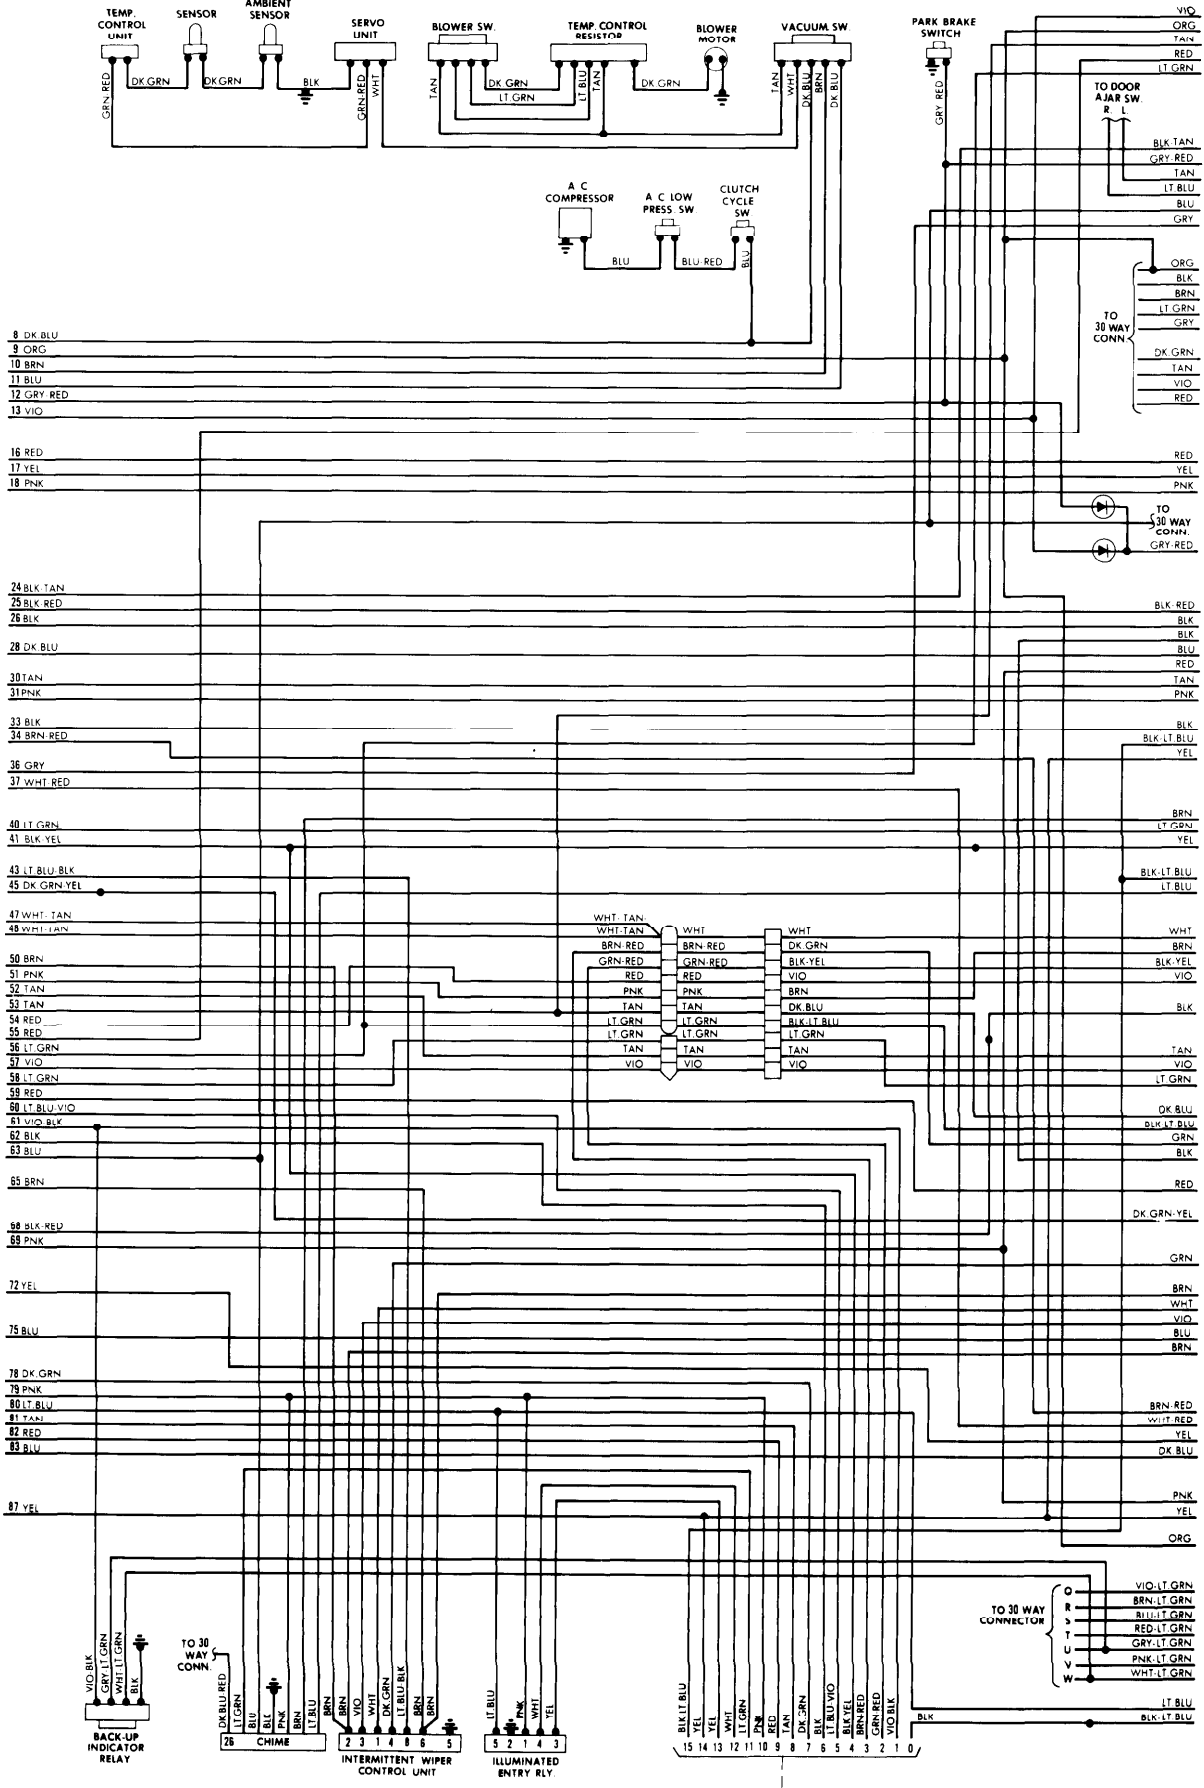 TEMP. CONTROL UNIT
SENSOR
AMBIENT SENSOR
SERVO UNIT
BLOWER SW.
TEMP. CONTROL RESISTOR
BLOWER MOTOR
VACUUM SW.
PARK BRAKE SWITCH
VIO
ORG
TAN
RED
LT GRN
TO DOOR AJAR SW.
R. L.
GRN-RED
DK GRN
DK GRN
BLK
GRN-RED
WHT
TAN
DK GRN
LT GRN
LT BLU
TAN
DK GRN
TAN
WHT
DK BLU
BRN
DK BLU
GRY RED
BLK-TAN
GRY-RED
TAN
LT BLU
BLU
GRY
A C COMPRESSOR
A C LOW PRESS. SW.
CLUTCH CYCLE SW.
BLU
BLU-RED
BLU
ORG
BLK
BRN
LT GRN
GRY
DK.GRN
TAN
VIO
RED
TO 30 WAY CONN.
8 DK BLU
9 ORG
10 BRN
11 BLU
12 GRY RED
13 VIO
16 RED
17 YEL
18 PNK
RED
YEL
PNK
TO 30 WAY CONN.
GRY-RED
24 BLK-TAN
25 BLK-RED
26 BLK
28 DK.BLU
30 TAN
31 PNK
33 BLK
34 BRN-RED
36 GRY
37 WHT-RED
40 LT GRN
41 BLK-YEL
43 LT.BLU-BLK
45 DK GRN-YEL
47 WHT-TAN
48 WHT-TAN
50 BRN
51 PNK
52 TAN
53 TAN
54 RED
55 RED
56 LT GRN
57 VIO
58 LT GRN
59 RED
60 LT.BLU-VIO
61 VIO BLK
62 BLK
63 BLU
65 BRN
68 BLK-RED
69 PNK
72 YEL
75 BLU
78 DK.GRN
79 PNK
80 LT.BLU
81 TAN
82 RED
83 BLU
87 YEL
BLK-RED
BLK
BLK
BLU
RED
TAN
PNK
BLK
BLK-LT.BLU
YEL
BRN
LT GRN
YEL
BLK-LT.BLU
LT.BLU
WHT-TAN
WHT-TAN
BRN-RED
GRN-RED
RED
PNK
TAN
LT.GRN
LT.GRN
TAN
VIO
WHT
BRN-RED
GRN-RED
RED
PNK
TAN
LT.GRN
LT.GRN
TAN
VIO
WHT
DK.GRN
BLK-YEL
VIO
BRN
DK.BLU
BLK-LT.BLU
LT.GRN
TAN
VIO
WHT
BRN
BLK-YEL
VIO
BLK
TAN
VIO
LT GRN
DK BLU
BLK-LT BLU
GRN
BLK
RED
DK GRN-YEL
GRN
BRN
WHT
VIO
BLU
BRN
BRN-RED
WHT-RED
YEL
DK.BLU
PNK
YEL
ORG
TO 30 WAY CONNECTOR
Q VIO-LT.GRN
R BRN-LT.GRN
S BLU-LT.GRN
T RED-LT.GRN
U GRY-LT.GRN
V PNK-LT.GRN
W WHT-LT.GRN
LT.BLU
BLK
BLK-LT.BLU
VIO-BLK
GRY-LT GRN
WHT-LT GRN
BLK
BACK-UP INDICATOR RELAY
TO 30 WAY CONN.
DK BLU-RED
LT.GRN
BLU
BLK
PNK
BRN
LT BLU
26 CHIME
BRN
BRN
VIO
WHT
DK.GRN
LT.BLU-BLK
BRN
BRN
2 3 1 4 8 6 5
INTERMITTENT WIPER CONTROL UNIT
LT.BLU
PNK
WHT
YEL
5 2 1 4 3
ILLUMINATED ENTRY RLY.
BLK LT BLU
YEL
YEL
WHT
LT GRN
PNK
RED
TAN
DK.GRN
BLK
LT.BLU-VIO
BLK YEL
BRN-RED
GRN-RED
VIO BLK
15 14 13 12 11 10 9 8 7 6 5 4 3 2 1 0